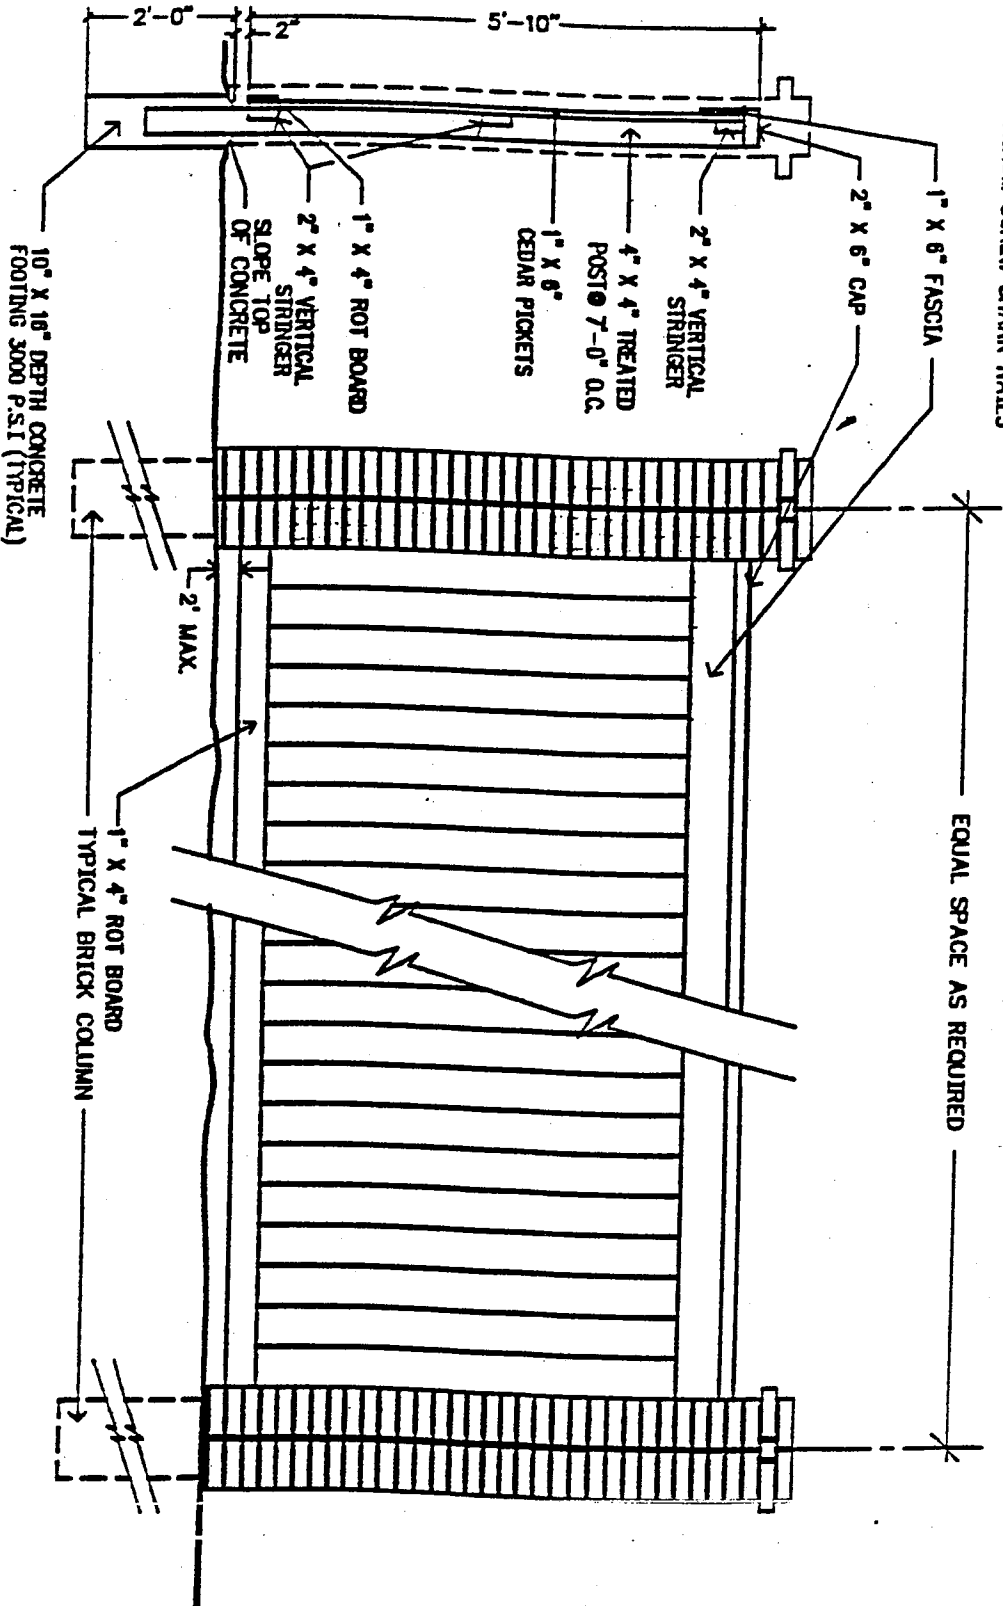 SCREW SHANK NAILS
1" X 6" FASCIA
EQUAL SPACE AS REQUIRED
2" X 6" CAP
2" X 4" VERTICAL
STRINGER
4" X 4" TREATED
POST@ 7'-0" O.C.
1" X 6"
CEDAR PICKETS
5'-10"
1" X 4" ROT BOARD
2" X 4" VERTICAL
STRINGER
SLOPE TOP
OF CONCRETE
2"
2'-0"
2' MAX.
1" X 4" ROT BOARD
TYPICAL BRICK COLUMN
10" X 16" DEPTH CONCRETE
FOOTING 3000 P.S.I (TYPICAL)